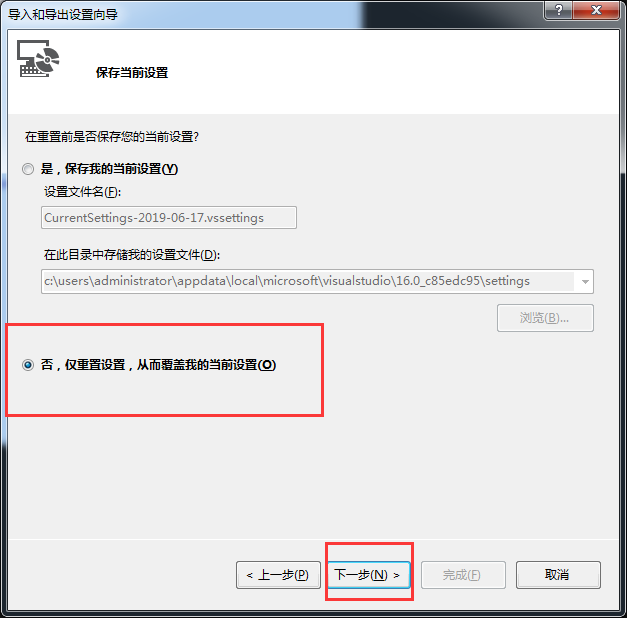 导入和导出设置向导
?
保存当前设置
在重置前是否保存您的当前设置?
是，保存我的当前设置(Y)
设置文件名(F):
CurrentSettings-2019-06-17.vssettings
在此目录中存储我的设置文件(D):
c:\users\administrator\appdata\local\microsoft\visualstudio\16.0_c85edc95\settings
浏览(B)...
否，仅重置设置，从而覆盖我的当前设置(O)
< 上一步(P) 下一步(N) > 完成(F) 取消